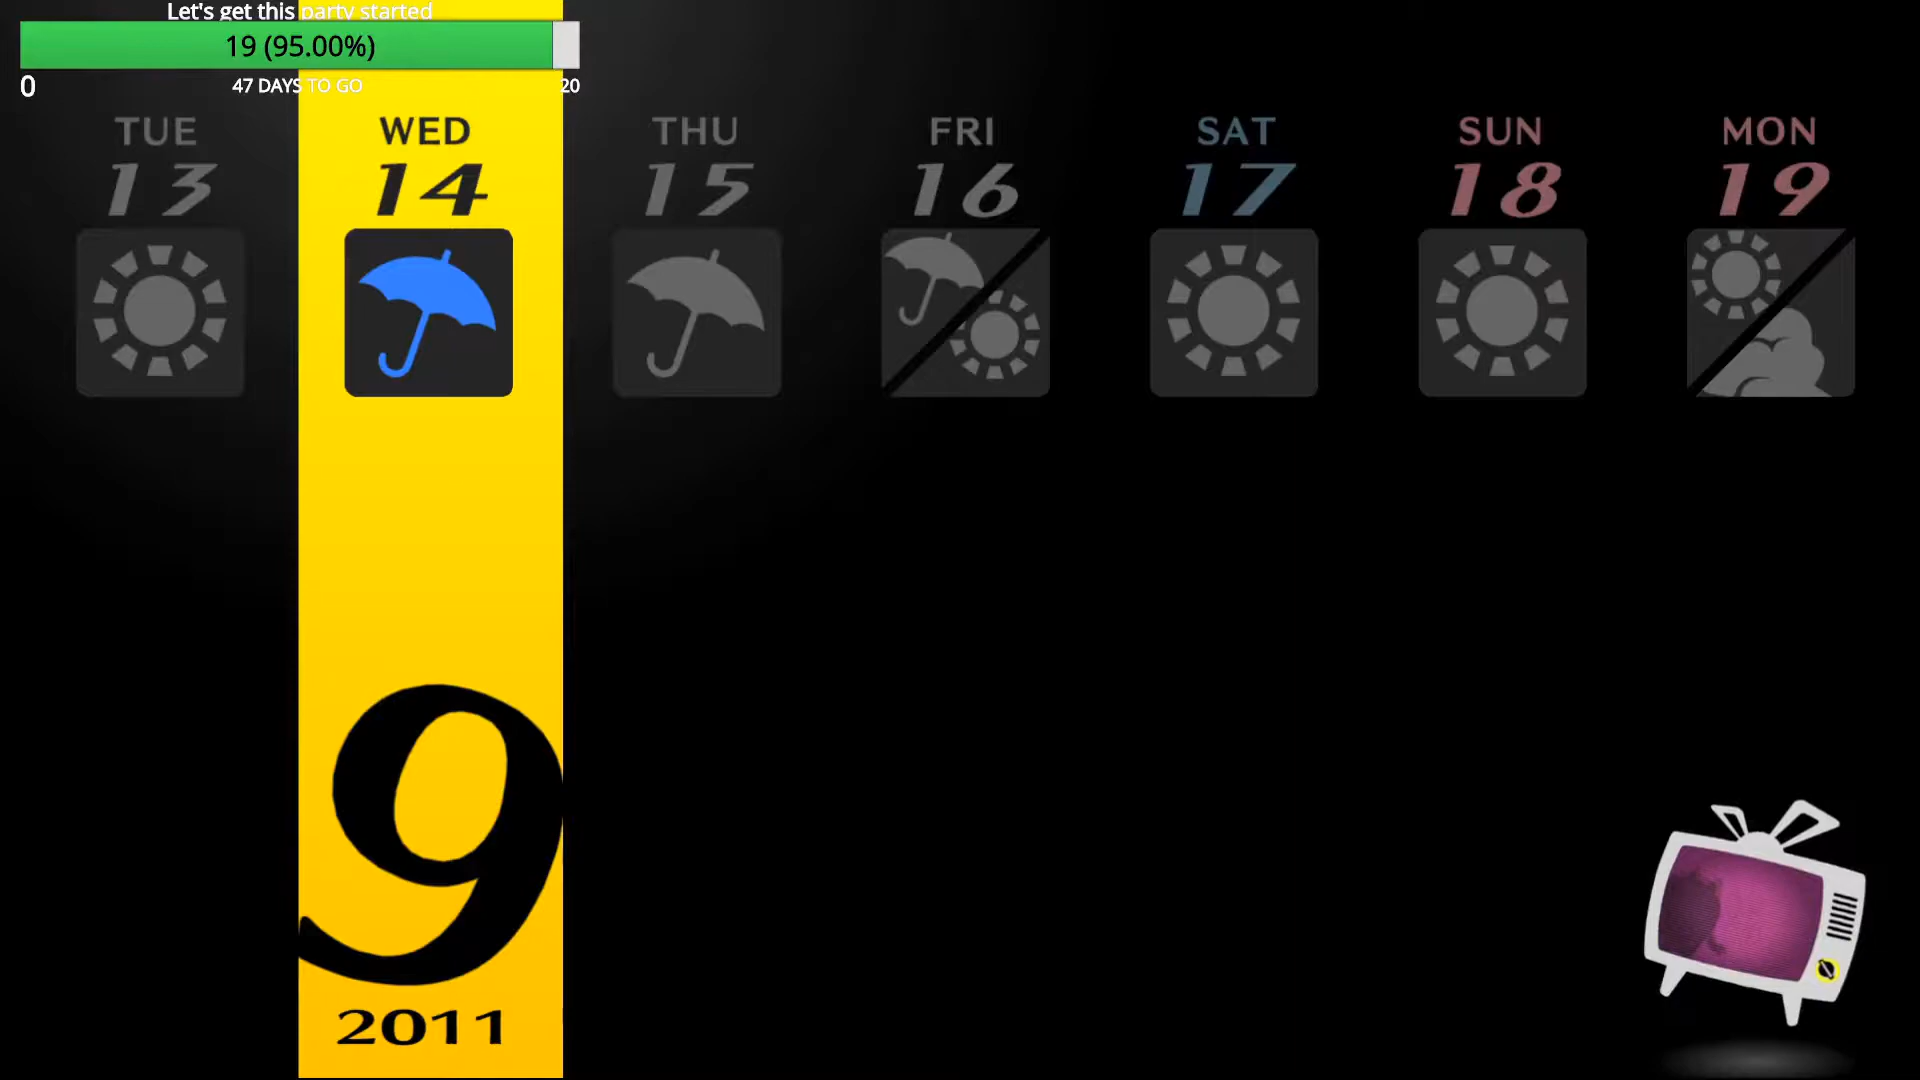 Let's get this party started
19 (95.00%)
0 47 DAYS TO GO 20
TUE WED THU FRI SAT SUN MON
13 14 15 16 17 18 19
9
2011